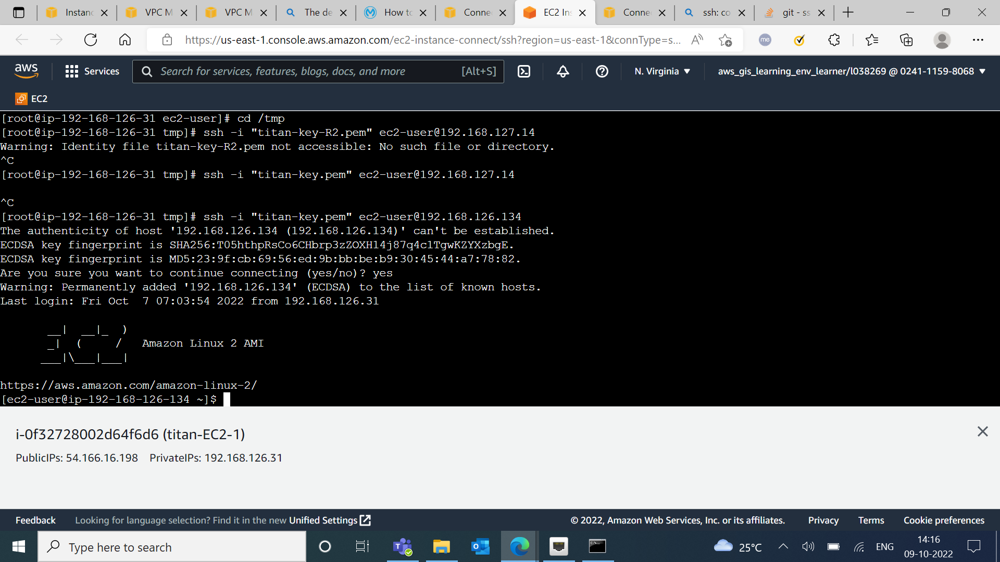 Instanc
VPC M
VPC M
The de
How to
Conne
EC2 In
Conne
ssh: co
git - ss
https://us-east-1.console.aws.amazon.com/ec2-instance-connect/ssh?region=us-east-1&connType=s...
me
aws
Services
Search for services, features, blogs, docs, and more [Alt+S]
N. Virginia
aws_gis_learning_env_learner/l038269 @ 0241-1159-8068
EC2
[root@ip-192-168-126-31 ec2-user]# cd /tmp
[root@ip-192-168-126-31 tmp]# ssh -i "titan-key-R2.pem" ec2-user@192.168.127.14
Warning: Identity file titan-key-R2.pem not accessible: No such file or directory.
^C
[root@ip-192-168-126-31 tmp]# ssh -i "titan-key.pem" ec2-user@192.168.127.14
^C
[root@ip-192-168-126-31 tmp]# ssh -i "titan-key.pem" ec2-user@192.168.126.134
The authenticity of host '192.168.126.134 (192.168.126.134)' can't be established.
ECDSA key fingerprint is SHA256:T05hthpRsCo6CHbrp3zZOXH14j87q4clTgwKZYXzbgE.
ECDSA key fingerprint is MD5:23:9f:cb:69:56:ed:9b:bb:be:b9:30:45:44:a7:78:82.
Are you sure you want to continue connecting (yes/no)? yes
Warning: Permanently added '192.168.126.134' (ECDSA) to the list of known hosts.
Last login: Fri Oct  7 07:03:54 2022 from 192.168.126.31
       __|  __|_  )
       _|  (     /   Amazon Linux 2 AMI
      ___|\___|___|
https://aws.amazon.com/amazon-linux-2/
[ec2-user@ip-192-168-126-134 ~]$
i-0f32728002d64f6d6 (titan-EC2-1)
PublicIPs: 54.166.16.198 PrivateIPs: 192.168.126.31
Feedback Looking for language selection? Find it in the new Unified Settings © 2022, Amazon Web Services, Inc. or its affiliates. Privacy Terms Cookie preferences
Type here to search
25°C
ENG
14:16
09-10-2022